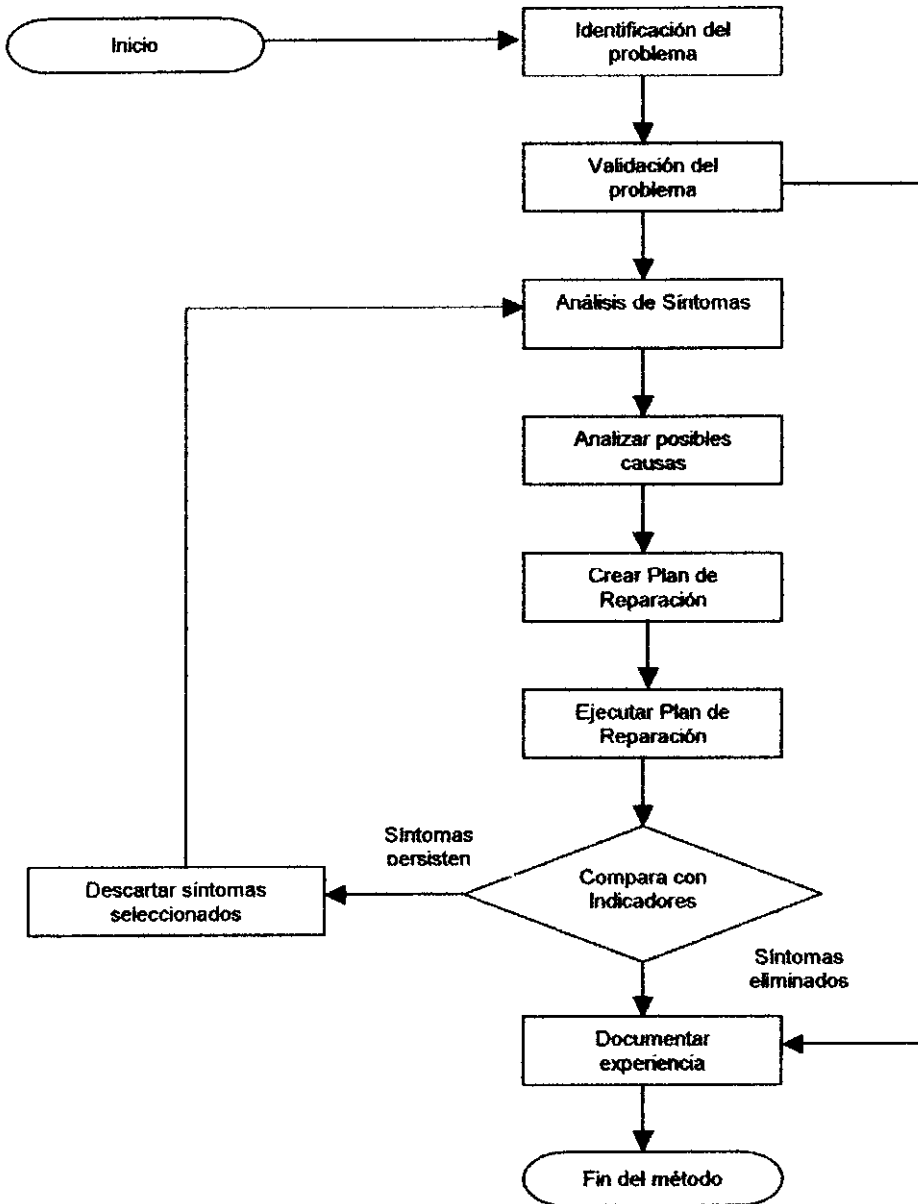 Inicio
Identificación del
problema
Validación del
problema
Análisis de Síntomas
Analizar posibles
causas
Crear Plan de
Reparación
Ejecutar Plan de
Reparación
Síntomas
persisten
Compara con
Indicadores
Descartar síntomas
seleccionados
Síntomas
eliminados
Documentar
experiencia
Fin del método